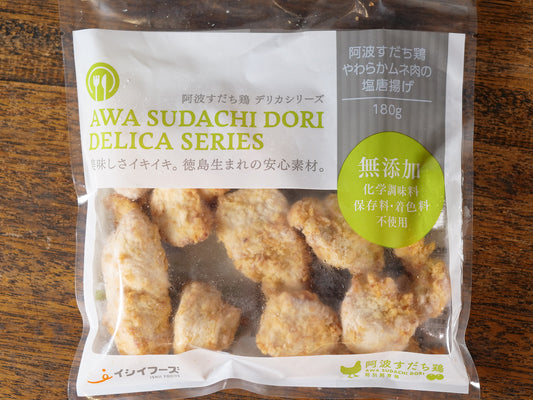 阿波すだち鶏 デリカシリーズ
AWA SUDACHI DORI
DELICA SERIES
美味しさイキイキ。徳島生まれの安心素材。
阿波すだち鶏
やわらかムネ肉の
塩唐揚げ
180g
無添加
化学調味料
保存料・着色料
不使用
イシイフーズ
ISHII FOODS
阿波すだち鶏
AWA SUDACHI DORI